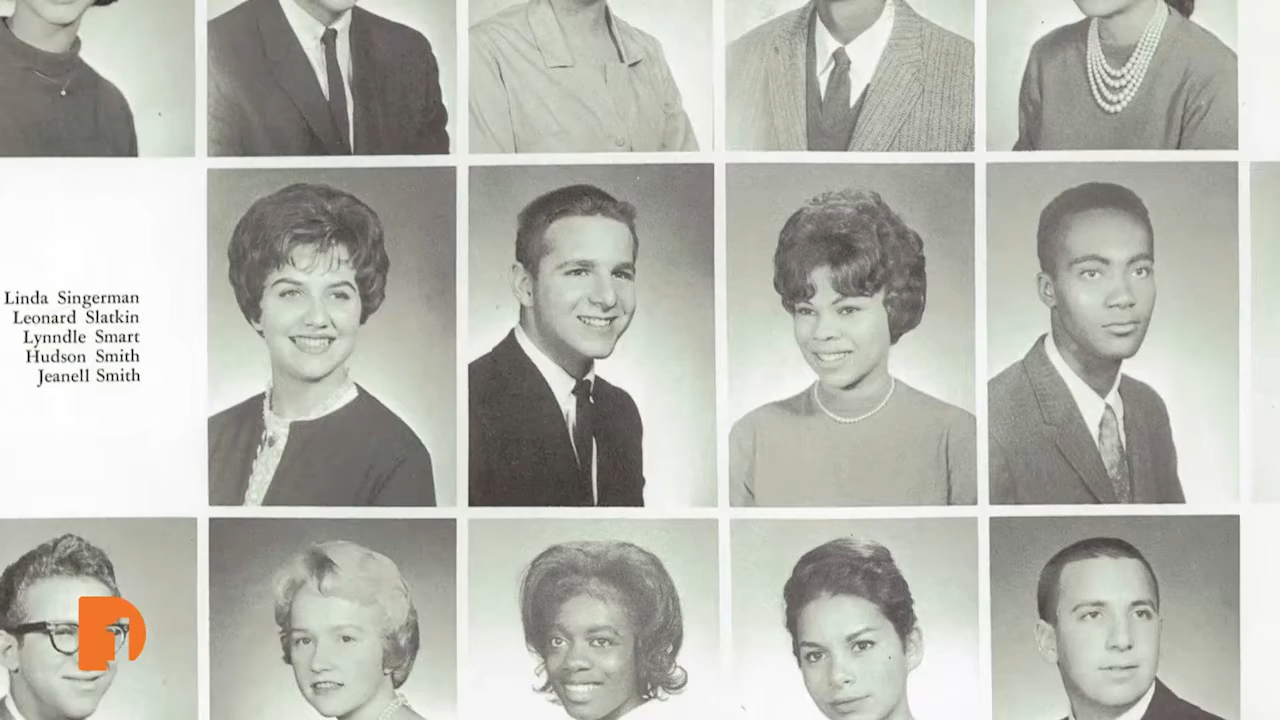 Linda Singerman
Leonard Slatkin
Lynndle Smart
Hudson Smith
Jeanell Smith